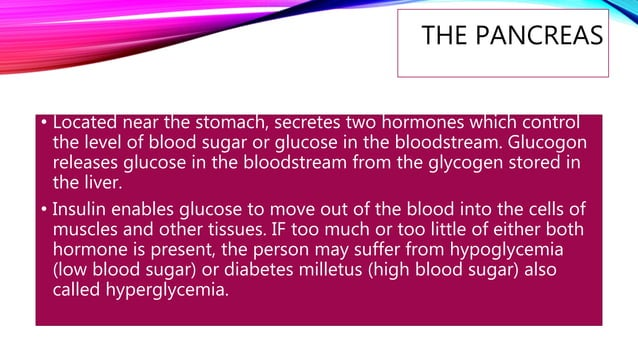 THE PANCREAS
• Located near the stomach, secretes two hormones which control
the level of blood sugar or glucose in the bloodstream. Glucogon
releases glucose in the bloodstream from the glycogen stored in
the liver.
• Insulin enables glucose to move out of the blood into the cells of
muscles and other tissues. IF too much or too little of either both
hormone is present, the person may suffer from hypoglycemia
(low blood sugar) or diabetes milletus (high blood sugar) also
called hyperglycemia.